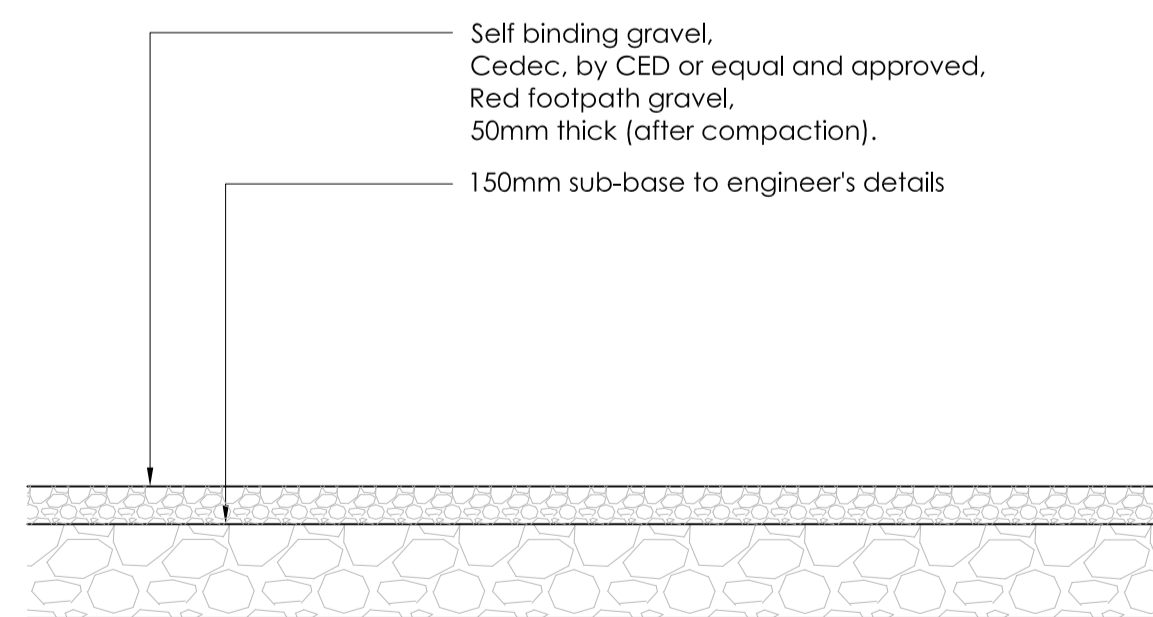 Self binding gravel,
Cedec, by CED or equal and approved,
Red footpath gravel,
50mm thick (after compaction).
150mm sub-base to engineer's details